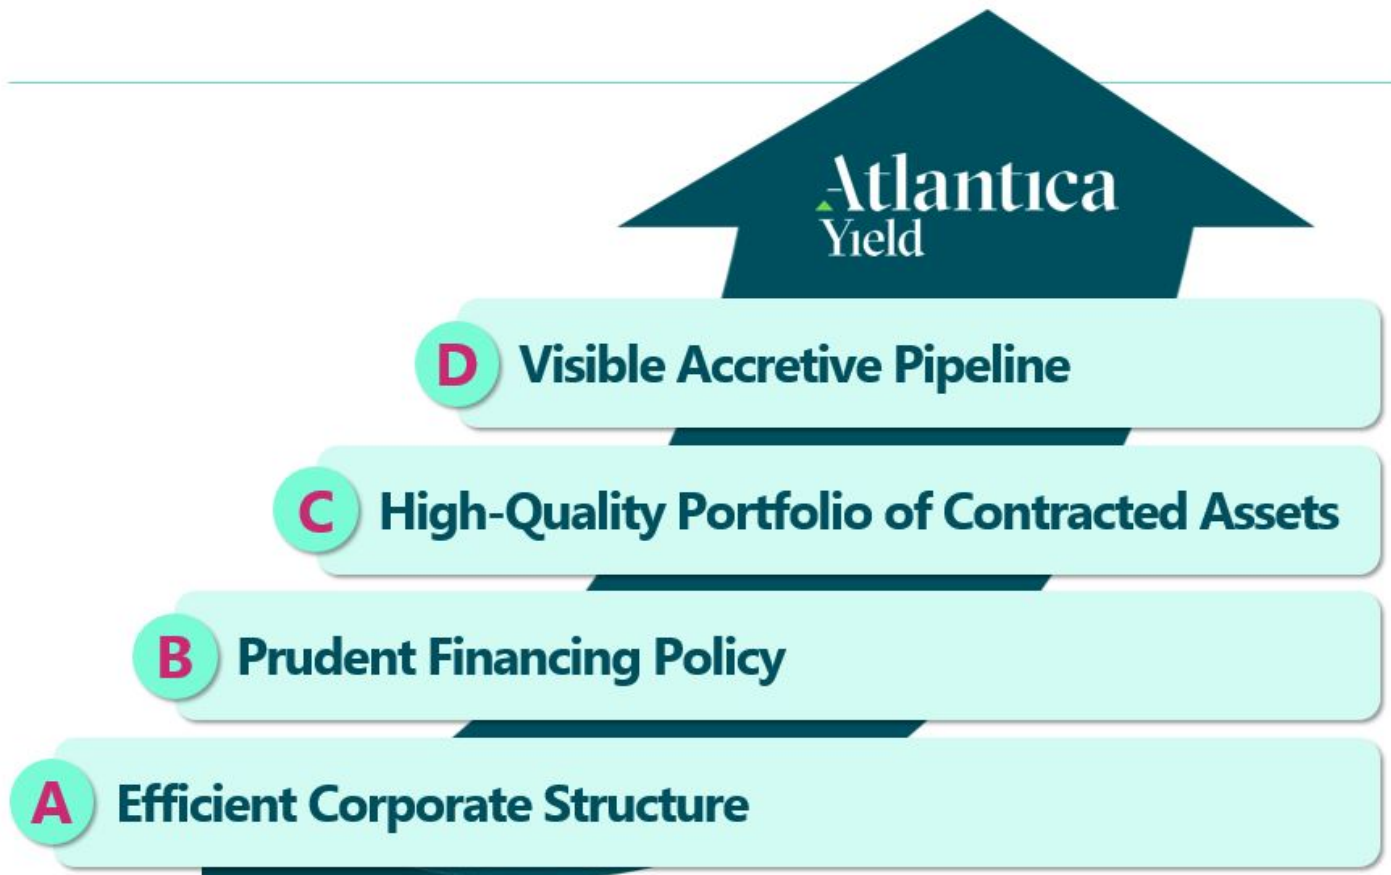 Atlantica
Yield
D Visible Accretive Pipeline
C High-Quality Portfolio of Contracted Assets
B Prudent Financing Policy
A Efficient Corporate Structure